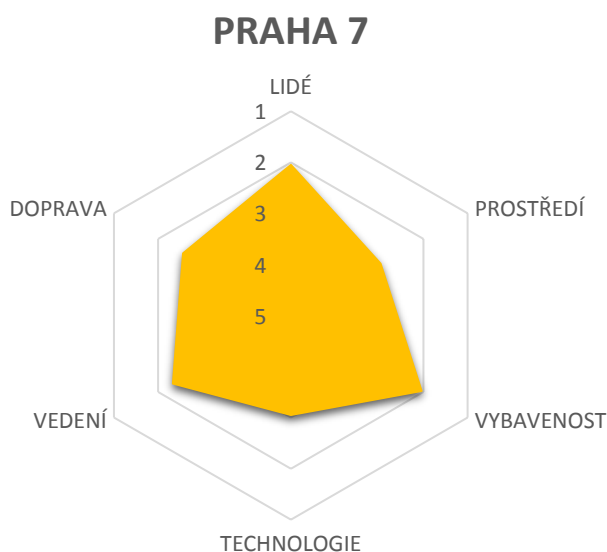 PRAHA 7
LIDÉ
1
2
DOPRAVA
3
PROSTŘEDÍ
4
5
VEDENÍ
VYBAVENOST
TECHNOLOGIE